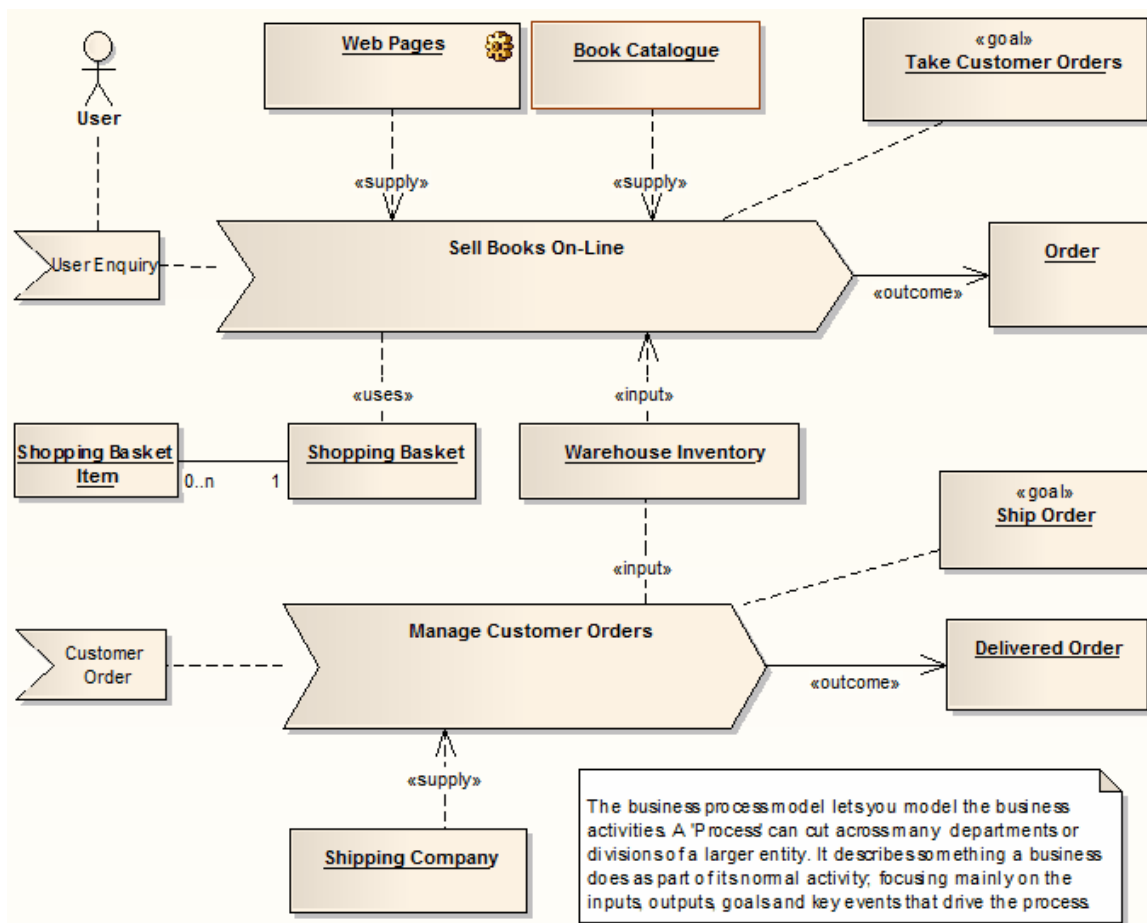 Web Pages
Book Catalogue
«goal»
Take Customer Orders
User
«supply»
«supply»
User Enquiry
Sell Books On-Line
Order
«outcome»
«uses»
«input»
Shopping Basket
Item
0..n
1
Shopping Basket
Warehouse Inventory
«goal»
Ship Order
«input»
Customer
Order
Manage Customer Orders
Delivered Order
«outcome»
«supply»
Shipping Company
The business process model lets you model the business
activities. A 'Process' can cut across many departments or
divisions of a larger entity. It describes something a business
does as part of its normal activity; focusing mainly on the
inputs, outputs, goals and key events that drive the process.